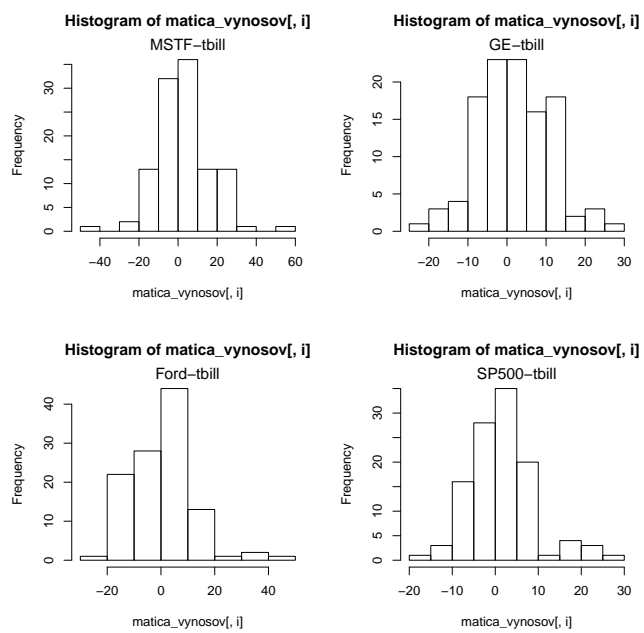 Histogram of matica_vynosov[, i]
MSTF−tbill
Frequency
0 5 10 20 30
−40 −20 0 20 40 60
matica_vynosov[, i]
Histogram of matica_vynosov[, i]
GE−tbill
Frequency
0 5 10 15 20
−20 −10 0 10 20 30
matica_vynosov[, i]
Histogram of matica_vynosov[, i]
Ford−tbill
Frequency
0 10 20 30 40
−20 0 20 40
matica_vynosov[, i]
Histogram of matica_vynosov[, i]
SP500−tbill
Frequency
0 5 10 20 30
−20 −10 0 10 20 30
matica_vynosov[, i]